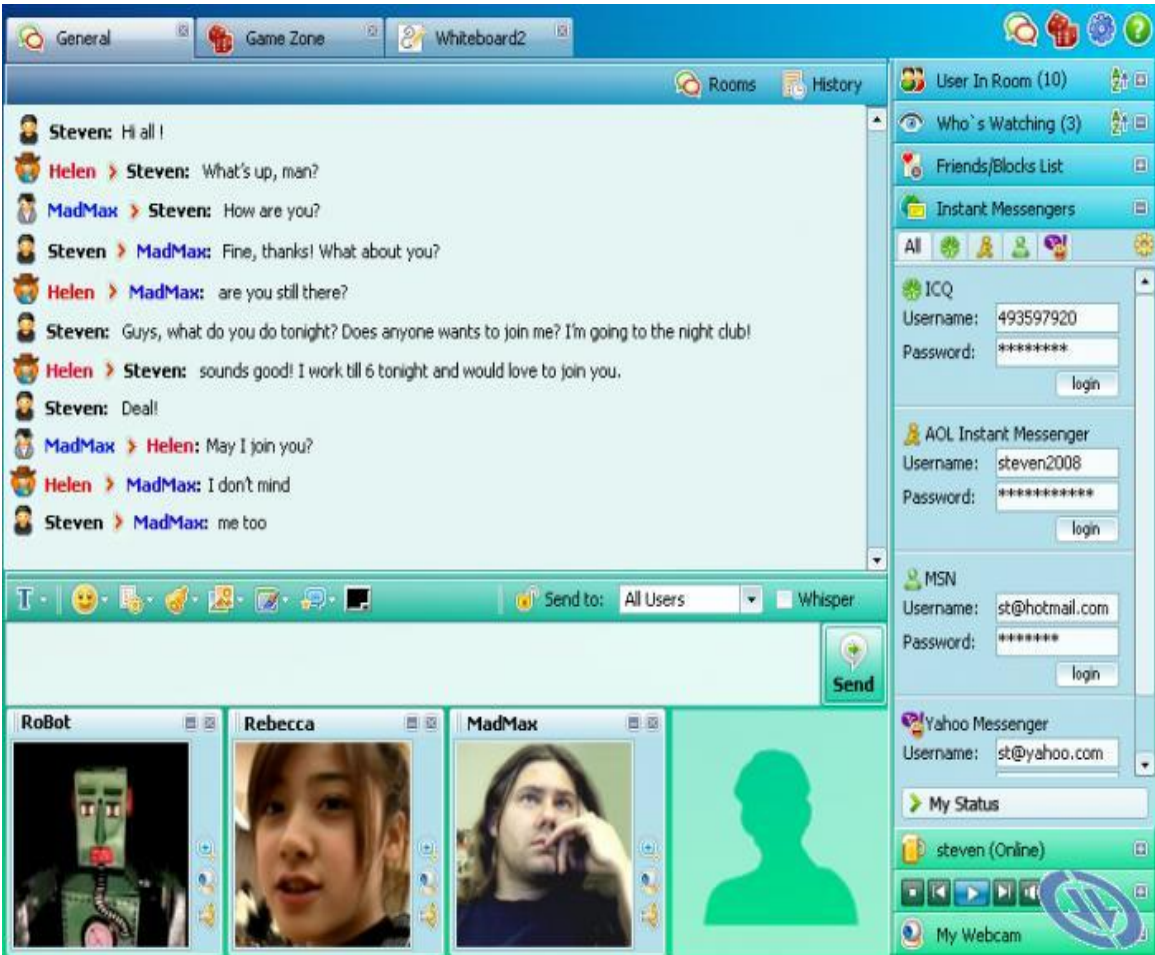 General
Game Zone
Whiteboard2
Rooms
History
Steven: Hi all !
Helen > Steven: What's up, man?
MadMax > Steven: How are you?
Steven > MadMax: Fine, thanks! What about you?
Helen > MadMax: are you still there?
Steven: Guys, what do you do tonight? Does anyone wants to join me? I'm going to the night club!
Helen > Steven: sounds good! I work till 6 tonight and would love to join you.
Steven: Deal!
MadMax > Helen: May I join you?
Helen > MadMax: I don't mind
Steven > MadMax: me too
T
Send to: All Users
Whisper
Send
RoBot
Rebecca
MadMax
User In Room (10)
Who`s Watching (3)
Friends/Blocks List
Instant Messengers
All
ICQ
Username: 493597920
Password: ********
login
AOL Instant Messenger
Username: steven2008
Password: ***********
login
MSN
Username: st@hotmail.com
Password: *******
login
Yahoo Messenger
Username: st@yahoo.com
My Status
steven (Online)
My Webcam